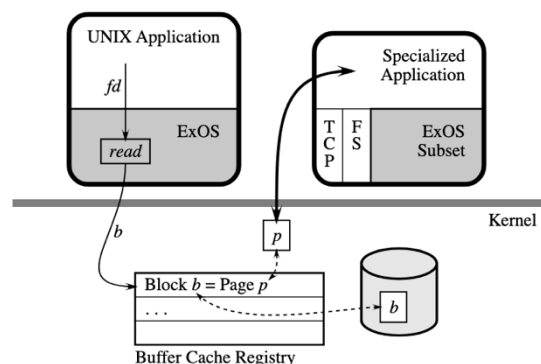 UNIX Application
fd
ExOS
read
Specialized
Application
T
C
P
F
S
ExOS
Subset
Kernel
b
p
Block b = Page p
. . .
b
Buffer Cache Registry